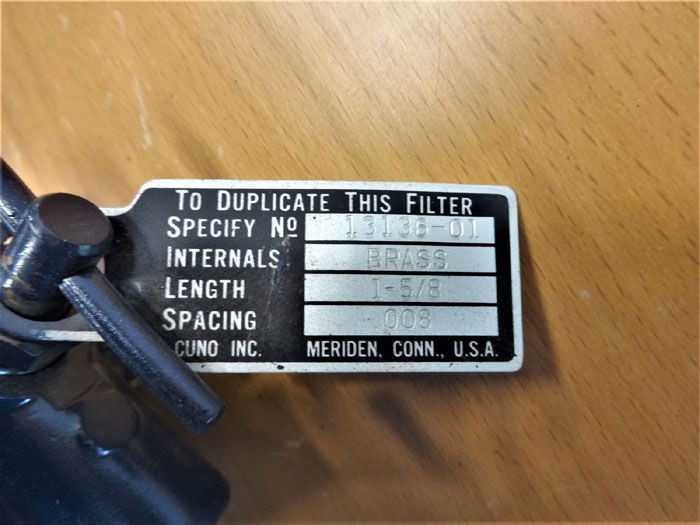 TO DUPLICATE THIS FILTER
SPECIFY Nº 13136-01
INTERNALS BRASS
LENGTH 1-5/8
SPACING .008
CUNO INC. MERIDEN, CONN., U.S.A.